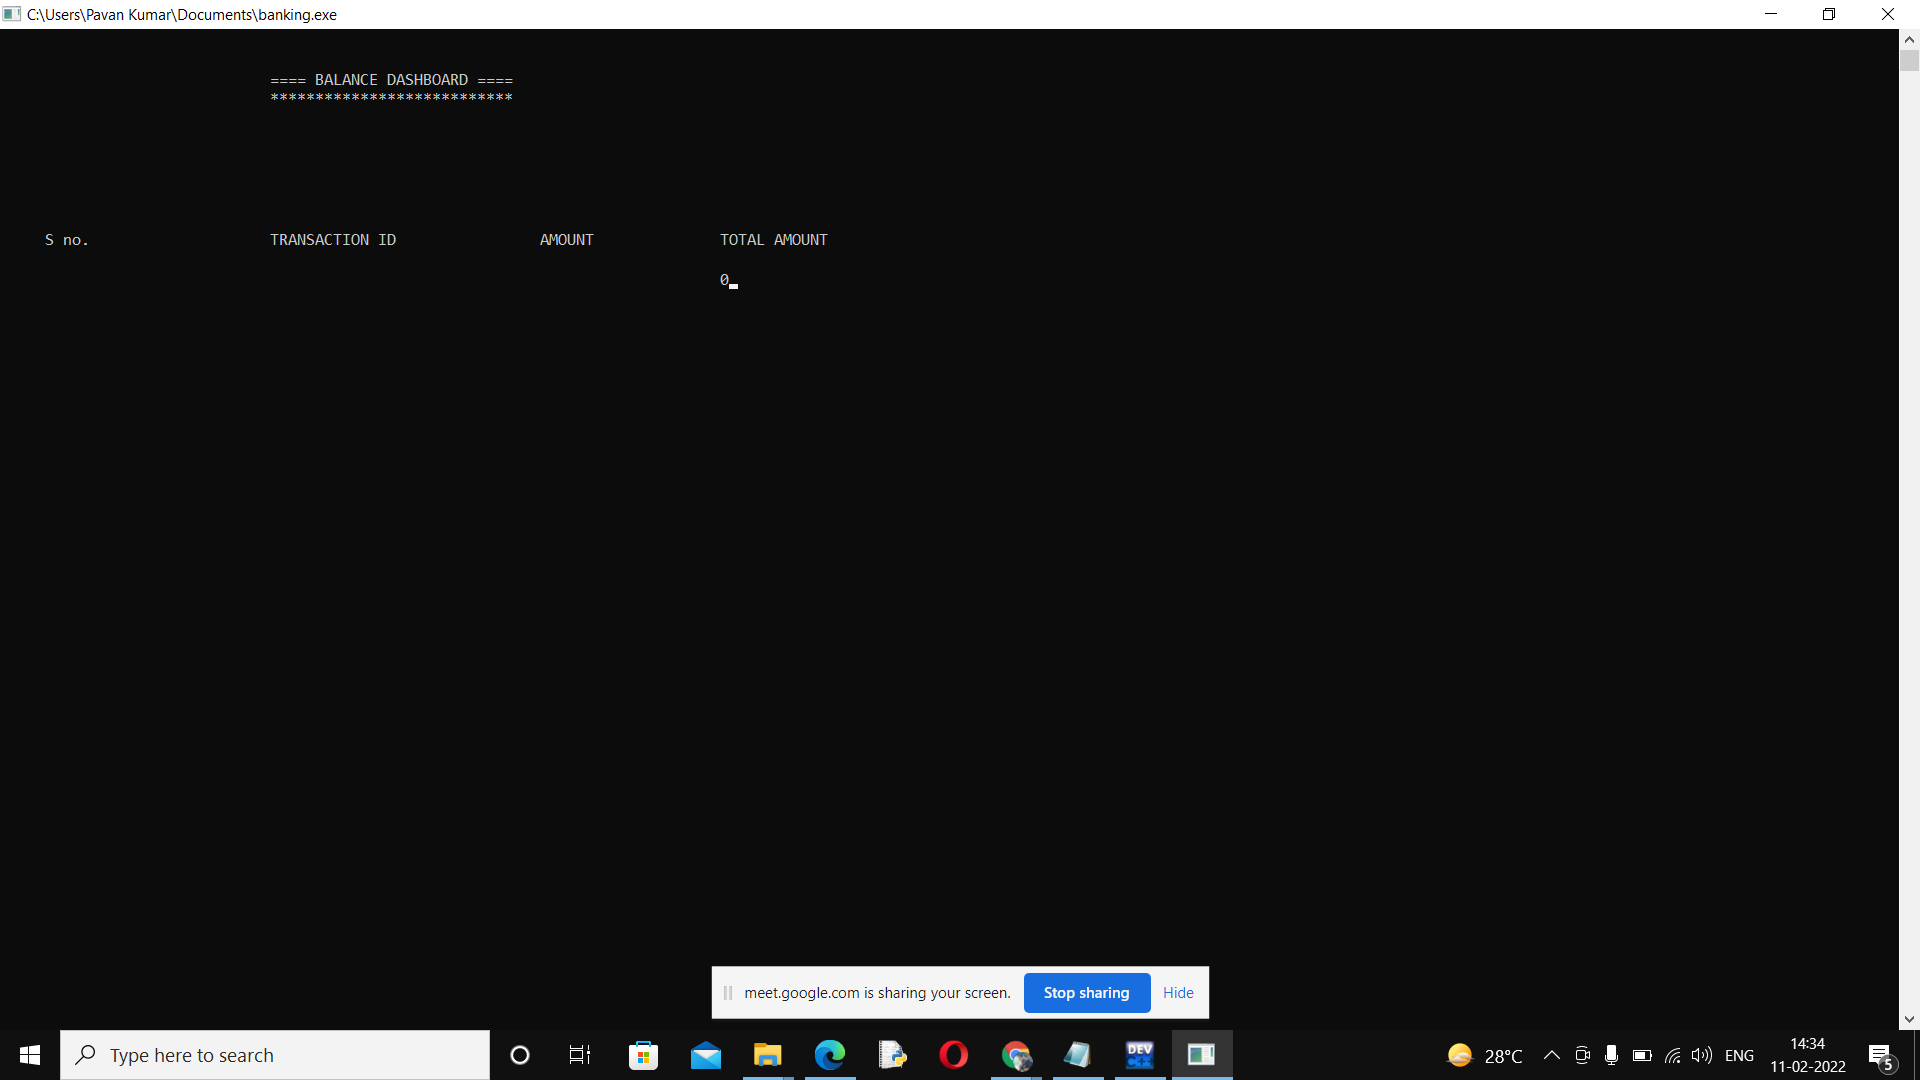 C:\Users\Pavan Kumar\Documents\banking.exe
==== BALANCE DASHBOARD ====
***************************
S no. TRANSACTION ID AMOUNT TOTAL AMOUNT
0
meet.google.com is sharing your screen. Stop sharing Hide
Type here to search
DEV
C++
28°C
ENG
14:34
11-02-2022
5